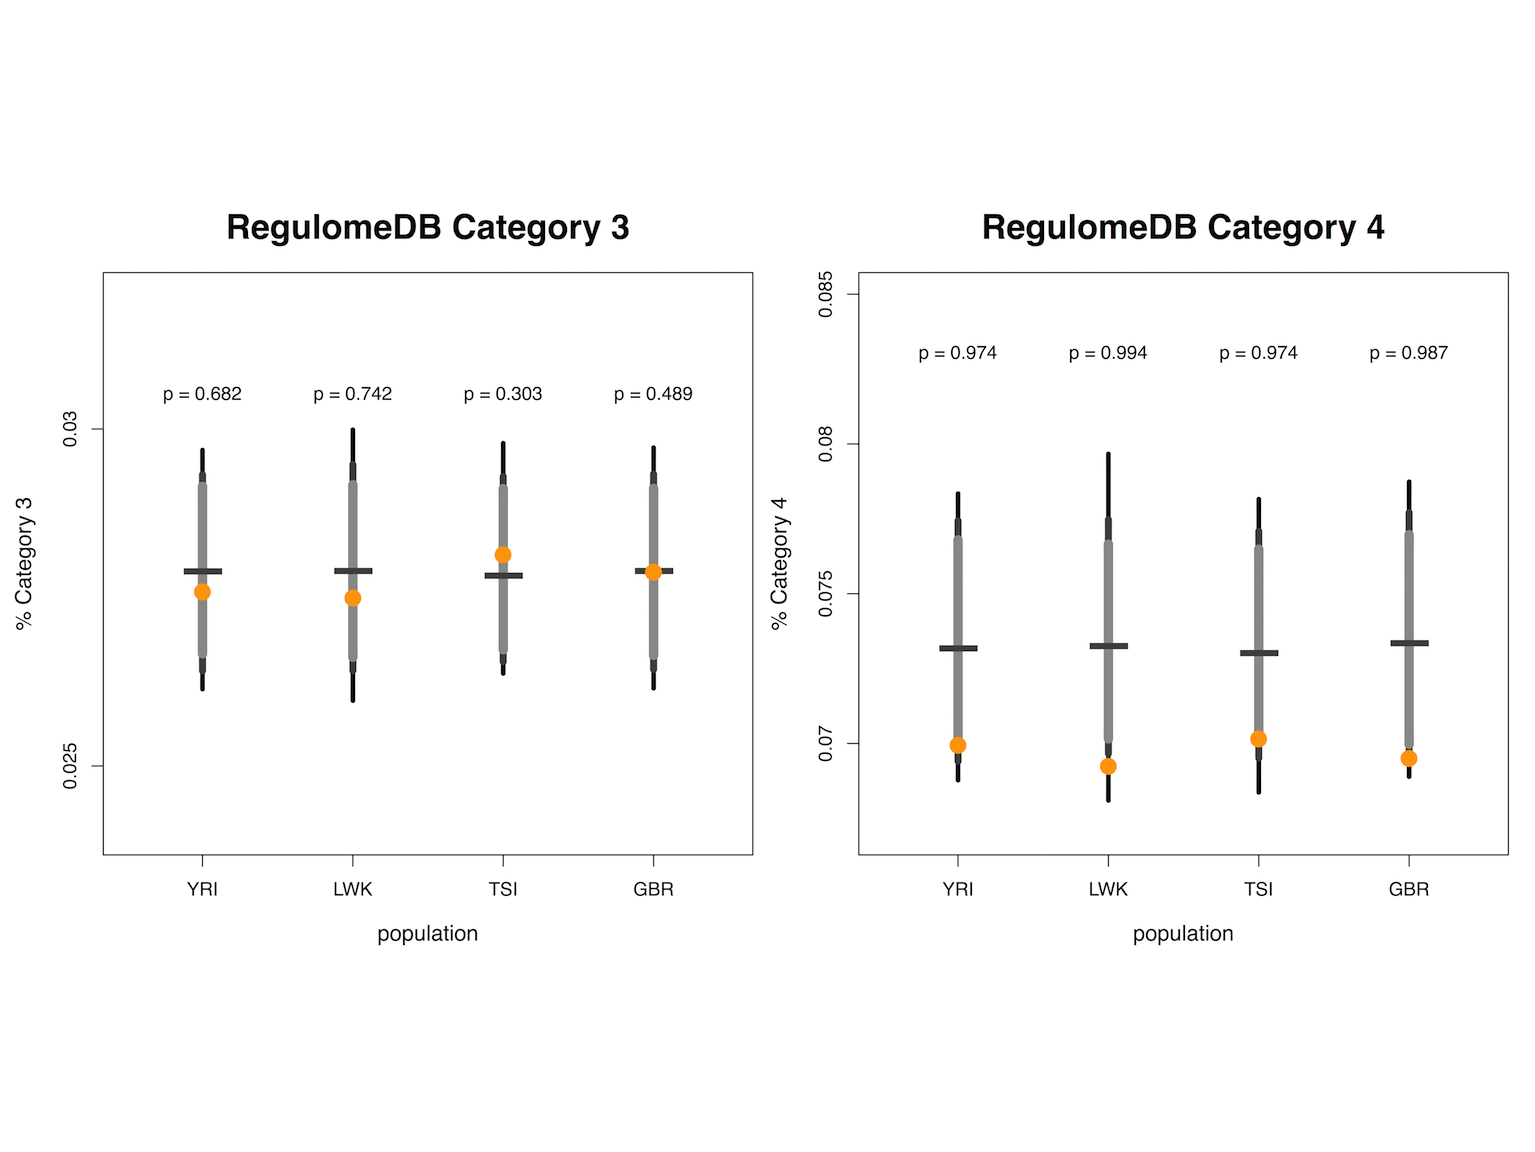 RegulomeDB Category 3
p = 0.682 p = 0.742 p = 0.303 p = 0.489
0.03
0.025
% Category 3
YRI LWK TSI GBR
population
RegulomeDB Category 4
p = 0.974 p = 0.994 p = 0.974 p = 0.987
0.085
0.08
0.075
0.07
% Category 4
YRI LWK TSI GBR
population